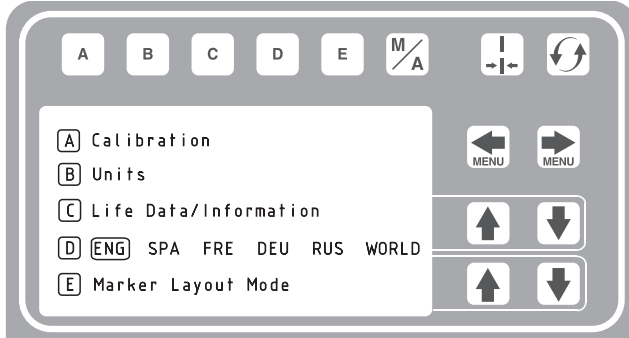 A B C D E M/A
MENU MENU
A Calibration
B Units
C Life Data/Information
D ENG SPA FRE DEU RUS WORLD
E Marker Layout Mode